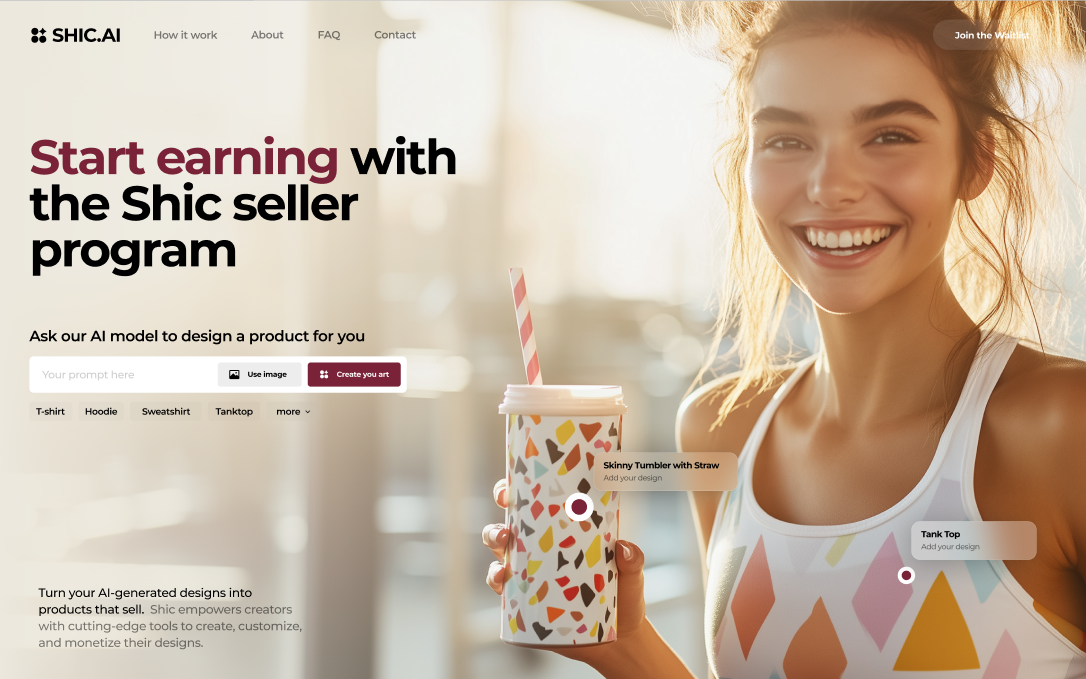 SHIC.AI How it work About FAQ Contact Join the Waitlist
Start earning with
the Shic seller
program
Ask our AI model to design a product for you
Your prompt here Use image Create you art
T-shirt Hoodie Sweatshirt Tanktop more
Skinny Tumbler with Straw
Add your design
Tank Top
Add your design
Turn your AI-generated designs into
products that sell. Shic empowers creators
with cutting-edge tools to create, customize,
and monetize their designs.